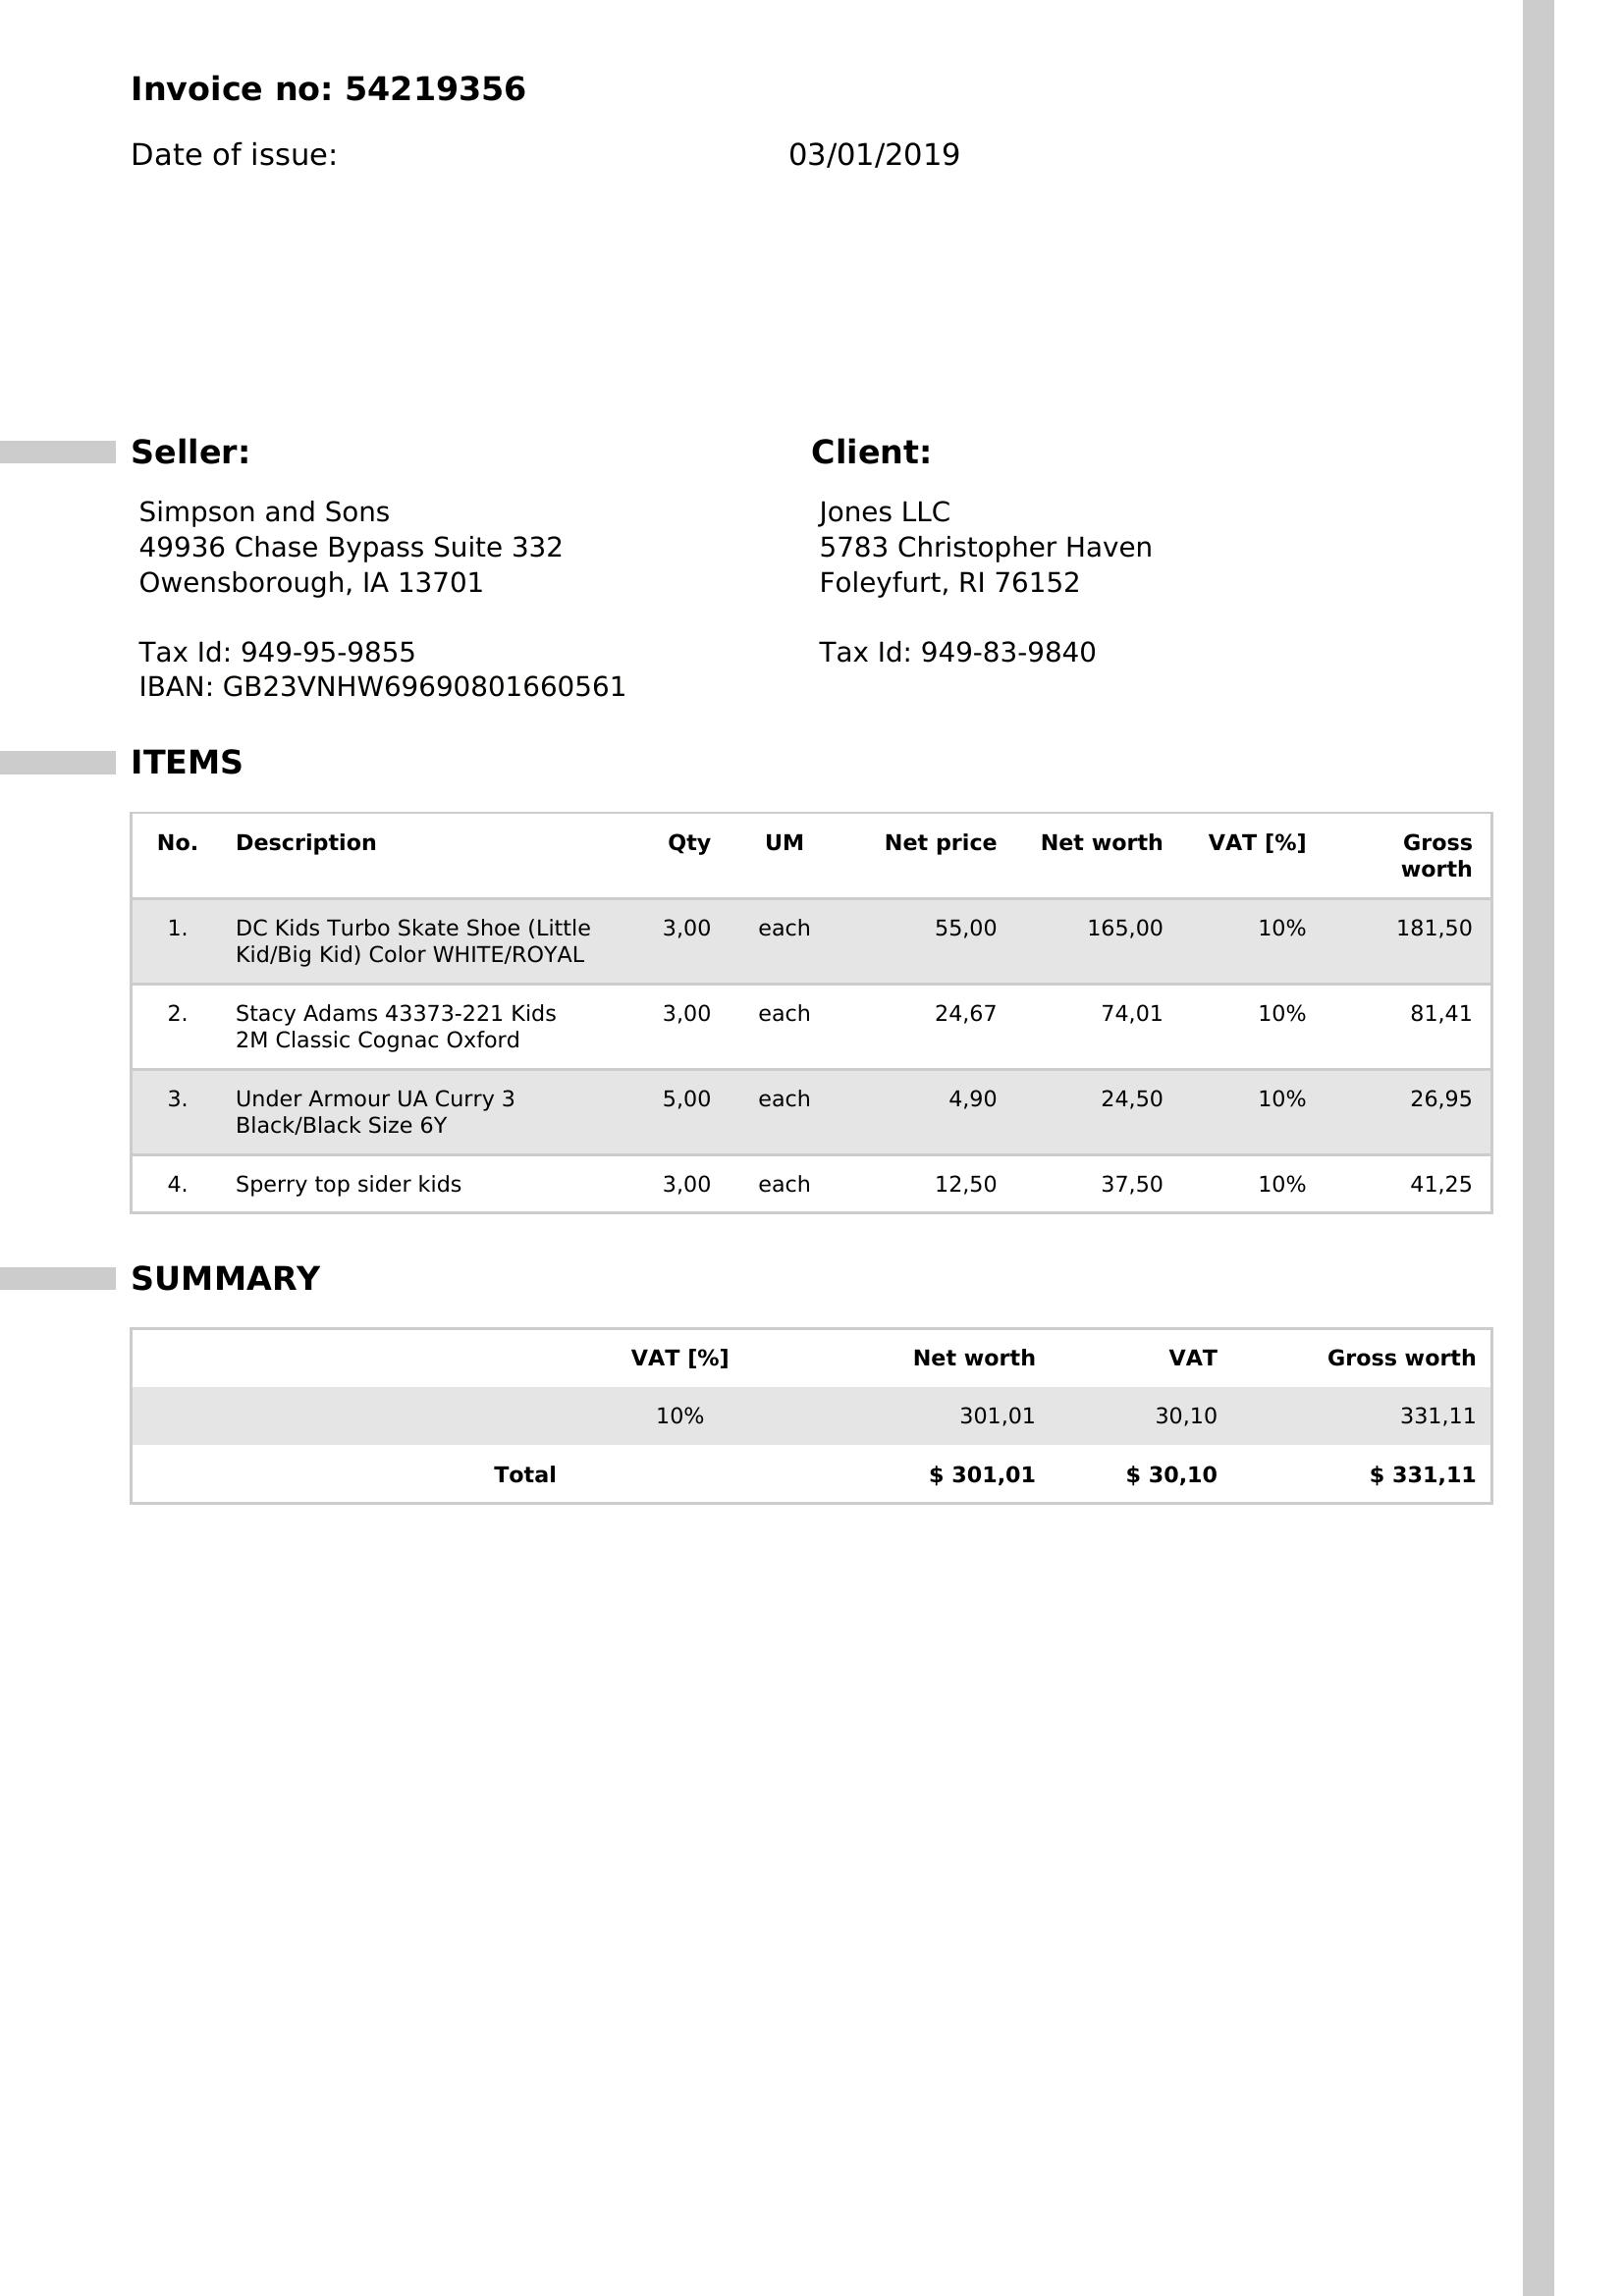 Invoice no: 54219356
Date of issue: 03/01/2019
Seller: Client:
Simpson and Sons
49936 Chase Bypass Suite 332
Owensborough, IA 13701
Tax Id: 949-95-9855
IBAN: GB23VNHW69690801660561
Jones LLC
5783 Christopher Haven
Foleyfurt, RI 76152
Tax Id: 949-83-9840
ITEMS
No. Description Qty UM Net price Net worth VAT [%] Gross
worth
1. DC Kids Turbo Skate Shoe (Little 3,00 each 55,00 165,00 10% 181,50
Kid/Big Kid) Color WHITE/ROYAL
2. Stacy Adams 43373-221 Kids 3,00 each 24,67 74,01 10% 81,41
2M Classic Cognac Oxford
3. Under Armour UA Curry 3 5,00 each 4,90 24,50 10% 26,95
Black/Black Size 6Y
4. Sperry top sider kids 3,00 each 12,50 37,50 10% 41,25
SUMMARY
VAT [%] Net worth VAT Gross worth
10% 301,01 30,10 331,11
Total $ 301,01 $ 30,10 $ 331,11